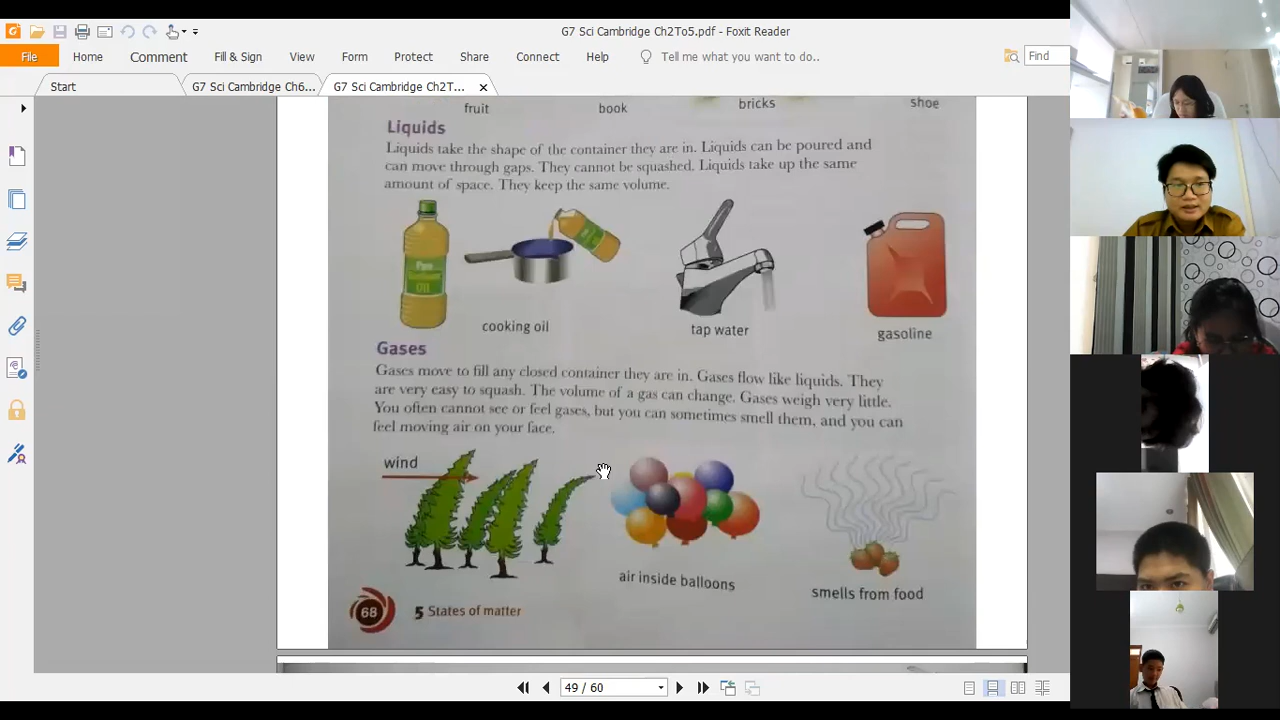 G7 Sci Cambridge Ch2To5.pdf - Foxit Reader
File Home Comment Fill & Sign View Form Protect Share Connect Help Tell me what you want to do.. Find
Start G7 Sci Cambridge Ch6... G7 Sci Cambridge Ch2T...
fruit book bricks shoe
Liquids
Liquids take the shape of the container they are in. Liquids can be poured and
can move through gaps. They cannot be squashed. Liquids take up the same
amount of space. They keep the same volume.
cooking oil tap water gasoline
Gases
Gases move to fill any closed container they are in. Gases flow like liquids. They
are very easy to squash. The volume of a gas can change. Gases weigh very little.
You often cannot see or feel gases, but you can sometimes smell them, and you can
feel moving air on your face.
wind
air inside balloons smells from food
68 5 States of matter
49 / 60